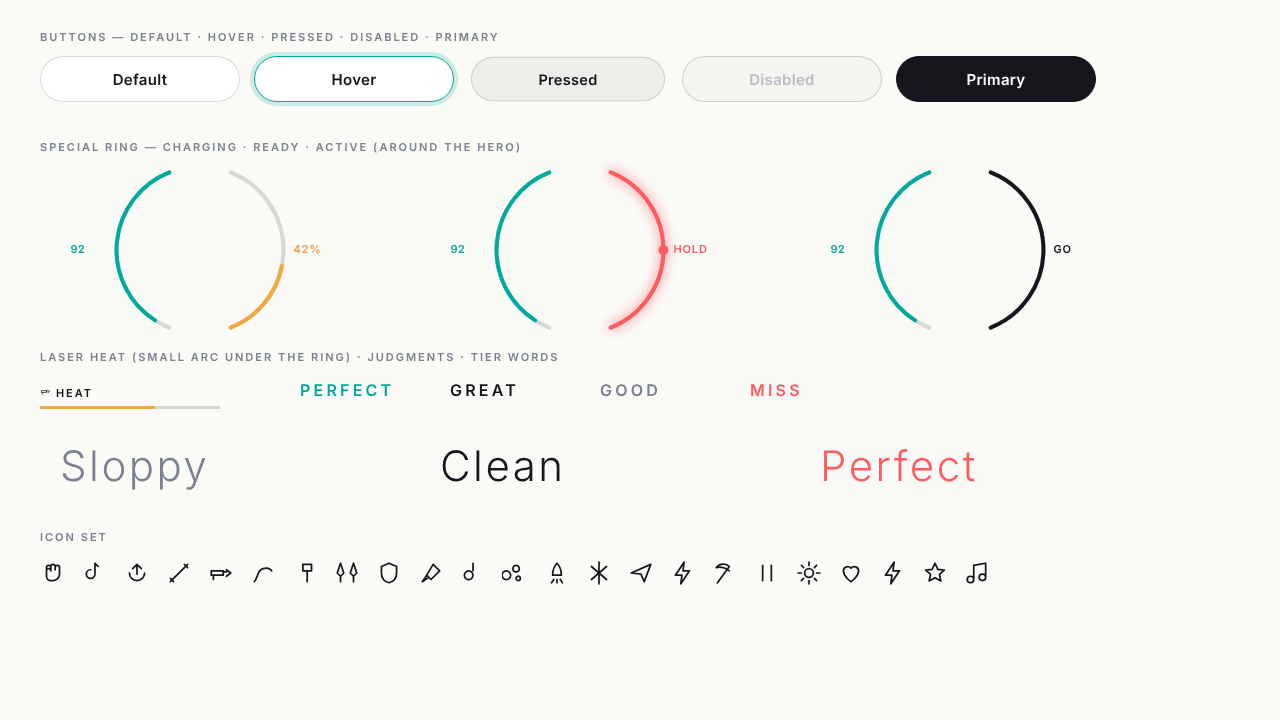 BUTTONS — DEFAULT · HOVER · PRESSED · DISABLED · PRIMARY
Default Hover Pressed Disabled Primary
SPECIAL RING — CHARGING · READY · ACTIVE (AROUND THE HERO)
92 42% 92 HOLD 92 GO
LASER HEAT (SMALL ARC UNDER THE RING) · JUDGMENTS · TIER WORDS
HEAT PERFECT GREAT GOOD MISS
Sloppy Clean Perfect
ICON SET